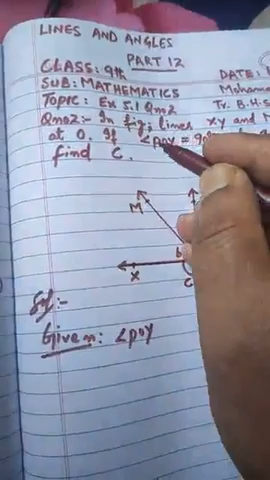 LINES AND ANGLES
PART 12
CLASS: 9th
DATE:
SUB: MATHEMATICS
Topic: Ex 5.1 Qno2
Tr. B.H.S
Qno2:- In fig; lines xy and
at O. If <poy = 90°
find C.
M
b
X
C
Sol:-
Given: <poy